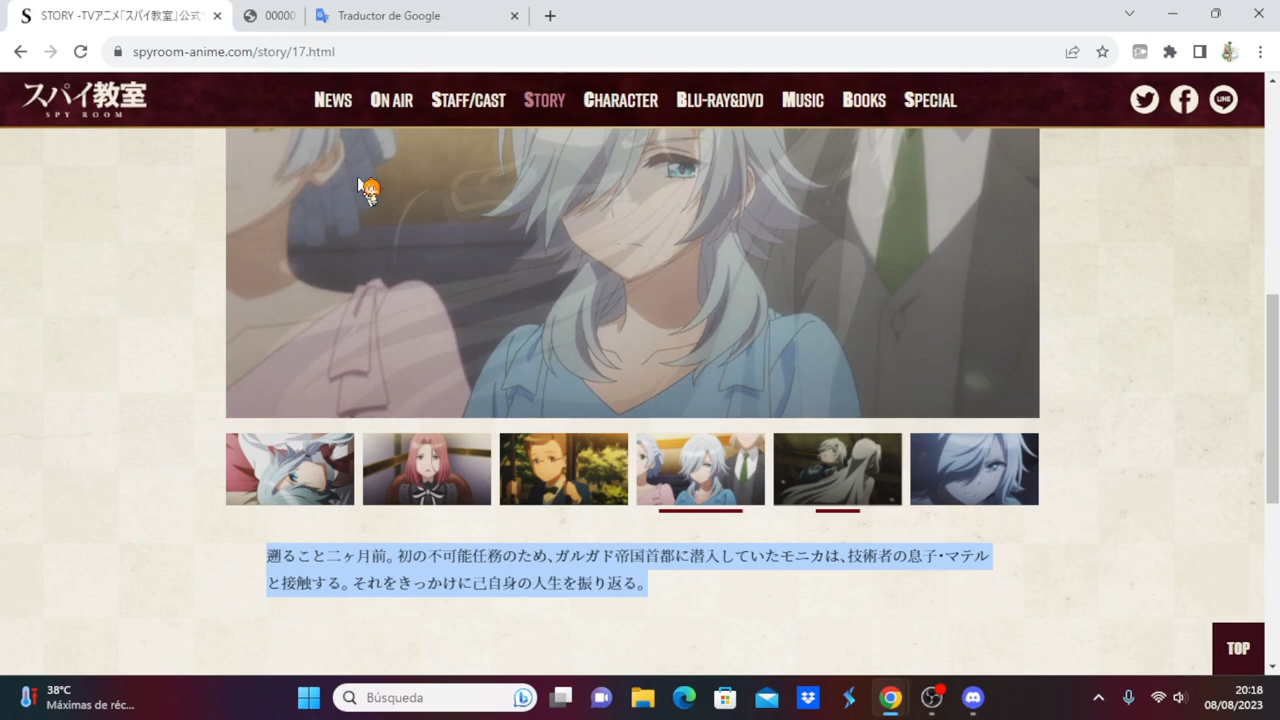 STORY -TVアニメ「スパイ教室」公式
00000
Traductor de Google
spyroom-anime.com/story/17.html
スパイ教室
SPY ROOM
NEWS
ON AIR
STAFF/CAST
STORY
CHARACTER
BLU-RAY&DVD
MUSIC
BOOKS
SPECIAL
LINE
遡ること二ヶ月前。初の不可能任務のため、ガルガド帝国首都に潜入していたモニカは、技術者の息子・マテル
と接触する。それをきっかけに己自身の人生を振り返る。
TOP
38°C
Máximas de réc...
Búsqueda
20:18
08/08/2023